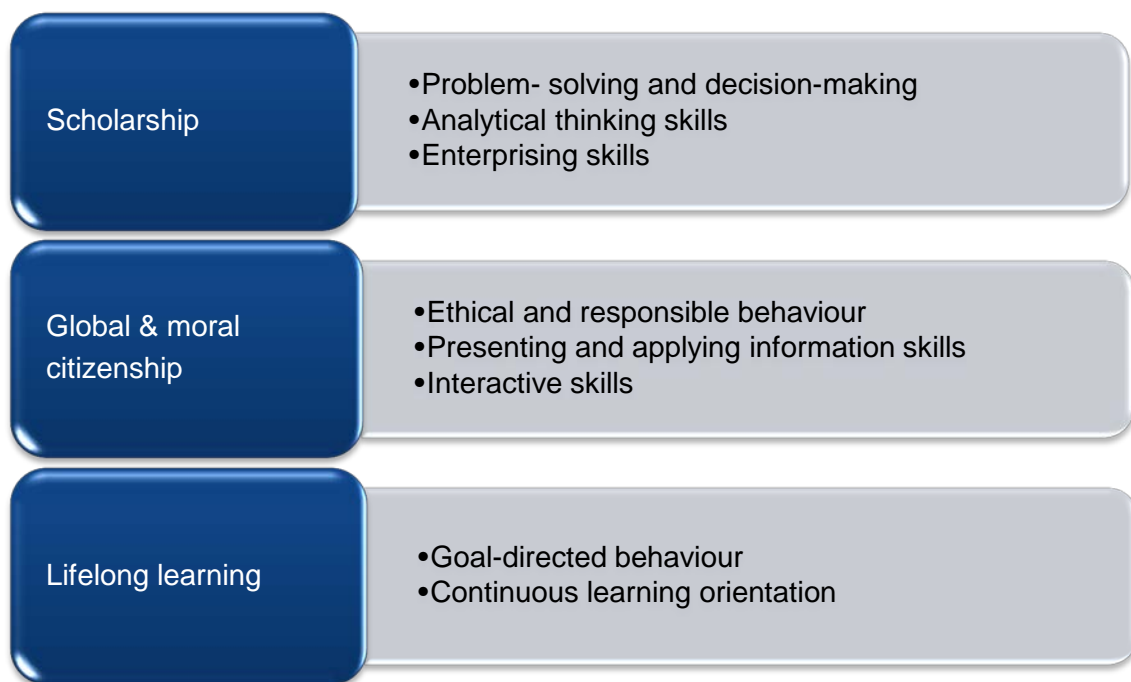 Scholarship
•Problem- solving and decision-making
•Analytical thinking skills
•Enterprising skills
Global & moral
citizenship
•Ethical and responsible behaviour
•Presenting and applying information skills
•Interactive skills
Lifelong learning
•Goal-directed behaviour
•Continuous learning orientation